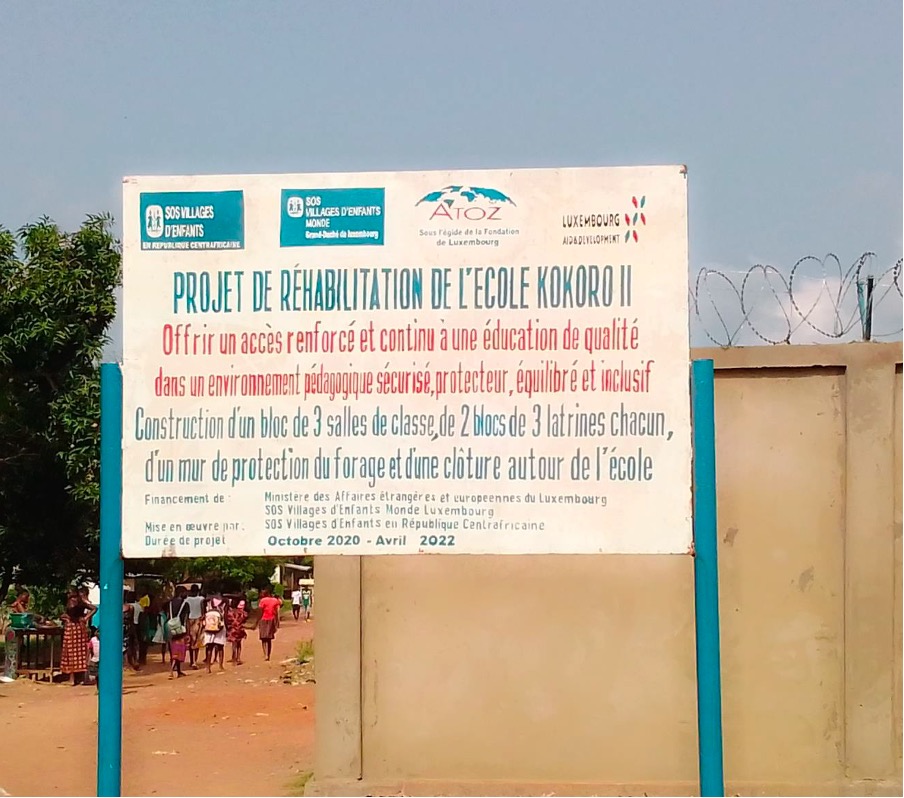 SOS VILLAGES
D'ENFANTS
EN REPUBLIQUE CENTRAFRICAINE
SOS
VILLAGES D'ENFANTS
MONDE
Grand-Duché de Luxembourg
ATOZ
Sous l'égide de la Fondation
de Luxembourg
LUXEMBOURG
AID & DEVELOPMENT
PROJET DE RÉHABILITATION DE L'ECOLE KOKORO II
Offrir un accès renforcé et continu à une éducation de qualité
dans un environnement pédagogique sécurisé, protecteur, équilibré et inclusif
Construction d'un bloc de 3 salles de classe, de 2 blocs de 3 latrines chacun,
d'un mur de protection du forage et d'une clôture autour de l'école
Financement de : Ministère des Affaires étrangères et europeennes du Luxembourg
SOS Villages d'Enfants Monde Luxembourg
Mise en œuvre par : SOS Villages d'Enfants en République Centrafricaine
Durée de projet Octobre 2020 - Avril 2022